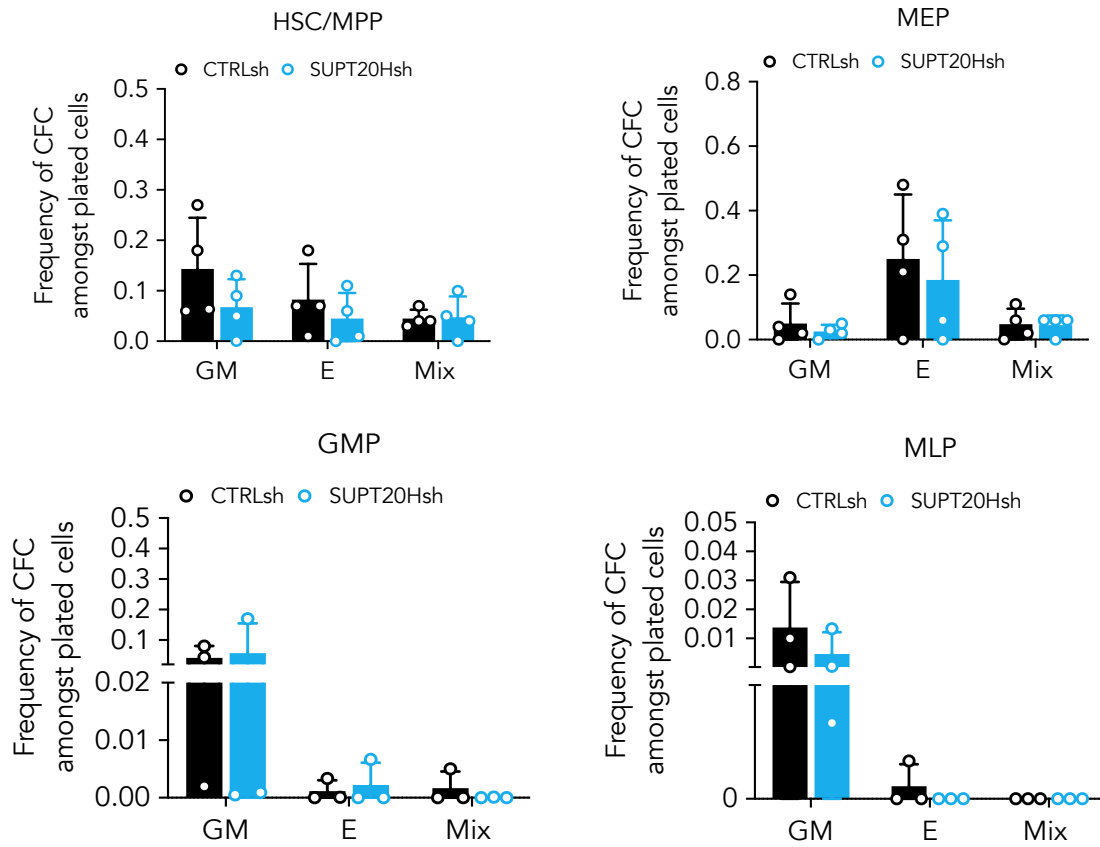 HSC/MPP
CTRLsh SUPT20Hsh
Frequency of CFC
amongst plated cells
0.5
0.4
0.3
0.2
0.1
0.0
GM E Mix
MEP
CTRLsh SUPT20Hsh
Frequency of CFC
amongst plated cells
0.8
0.6
0.4
0.2
0.0
GM E Mix
GMP
CTRLsh SUPT20Hsh
Frequency of CFC
amongst plated cells
0.5
0.4
0.3
0.2
0.1
0.02
0.01
0.00
GM E Mix
MLP
CTRLsh SUPT20Hsh
Frequency of CFC
amongst plated cells
0.05
0.04
0.03
0.02
0.01
0
GM E Mix